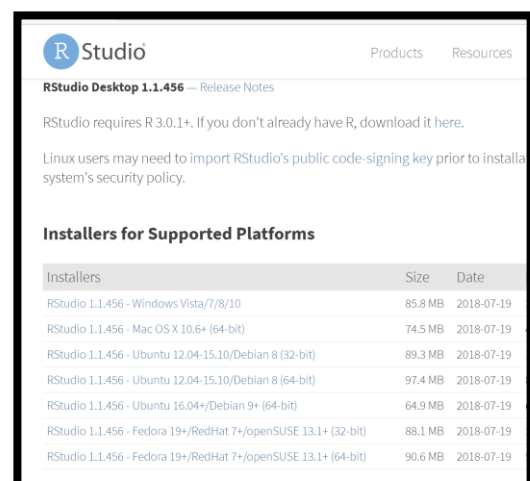 R Studio
Products Resources
RStudio Desktop 1.1.456 — Release Notes
RStudio requires R 3.0.1+. If you don't already have R, download it here.
Linux users may need to import RStudio's public code-signing key prior to installa
system's security policy.
Installers for Supported Platforms
Installers Size Date
RStudio 1.1.456 - Windows Vista/7/8/10 85.8 MB 2018-07-19
RStudio 1.1.456 - Mac OS X 10.6+ (64-bit) 74.5 MB 2018-07-19
RStudio 1.1.456 - Ubuntu 12.04-15.10/Debian 8 (32-bit) 89.3 MB 2018-07-19
RStudio 1.1.456 - Ubuntu 12.04-15.10/Debian 8 (64-bit) 97.4 MB 2018-07-19
RStudio 1.1.456 - Ubuntu 16.04+/Debian 9+ (64-bit) 64.9 MB 2018-07-19
RStudio 1.1.456 - Fedora 19+/RedHat 7+/openSUSE 13.1+ (32-bit) 88.1 MB 2018-07-19
RStudio 1.1.456 - Fedora 19+/RedHat 7+/openSUSE 13.1+ (64-bit) 90.6 MB 2018-07-19